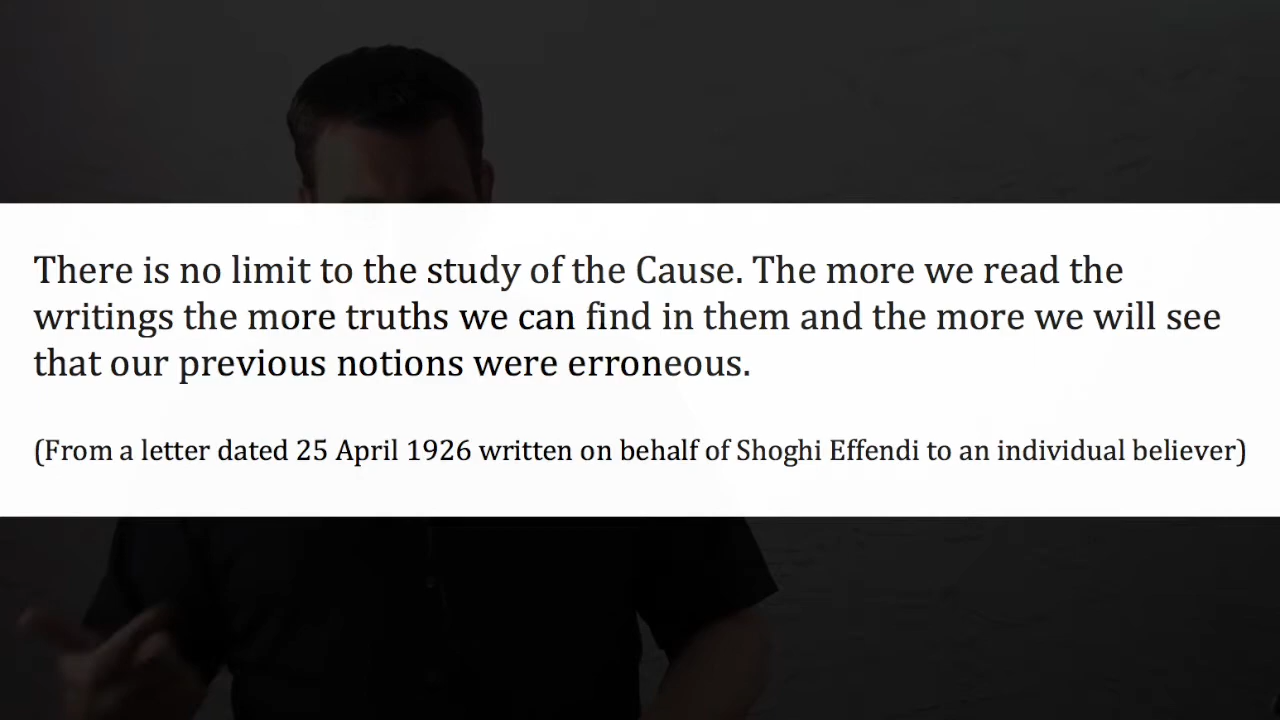 There is no limit to the study of the Cause. The more we read the
writings the more truths we can find in them and the more we will see
that our previous notions were erroneous.
(From a letter dated 25 April 1926 written on behalf of Shoghi Effendi to an individual believer)